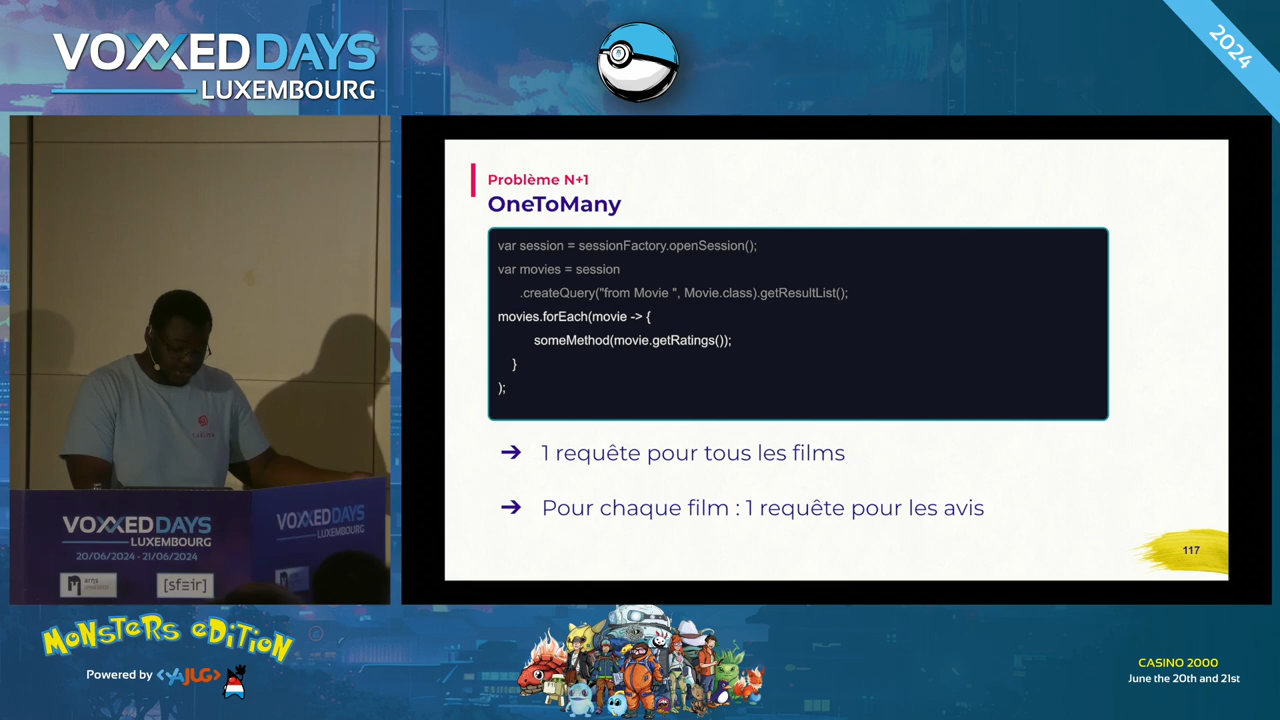 VOXXED DAYS
LUXEMBOURG
2024
Problème N+1
OneToMany
var session = sessionFactory.openSession();
var movies = session
.createQuery("from Movie ", Movie.class).getResultList();
movies.forEach(movie -> {
someMethod(movie.getRatings());
}
);
➔ 1 requête pour tous les films
➔ Pour chaque film : 1 requête pour les avis
117
VOXXED DAYS
LUXEMBOURG
20/06/2024 - 21/06/2024
[sfeir]
VOXXED DAYS
LUXEMBOURG
MONSTERS EDITION
Powered by <YAJUG>
CASINO 2000
June the 20th and 21st